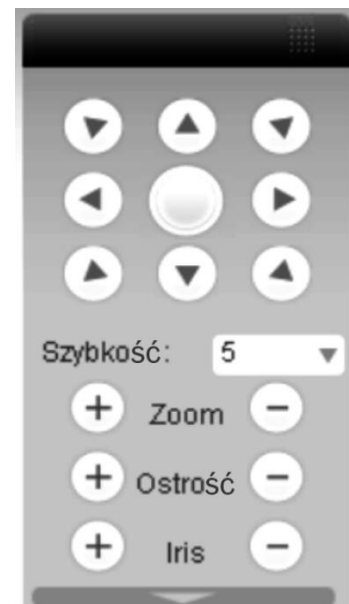 Szybkość: 5
+ Zoom −
+ Ostrość −
+ Iris −